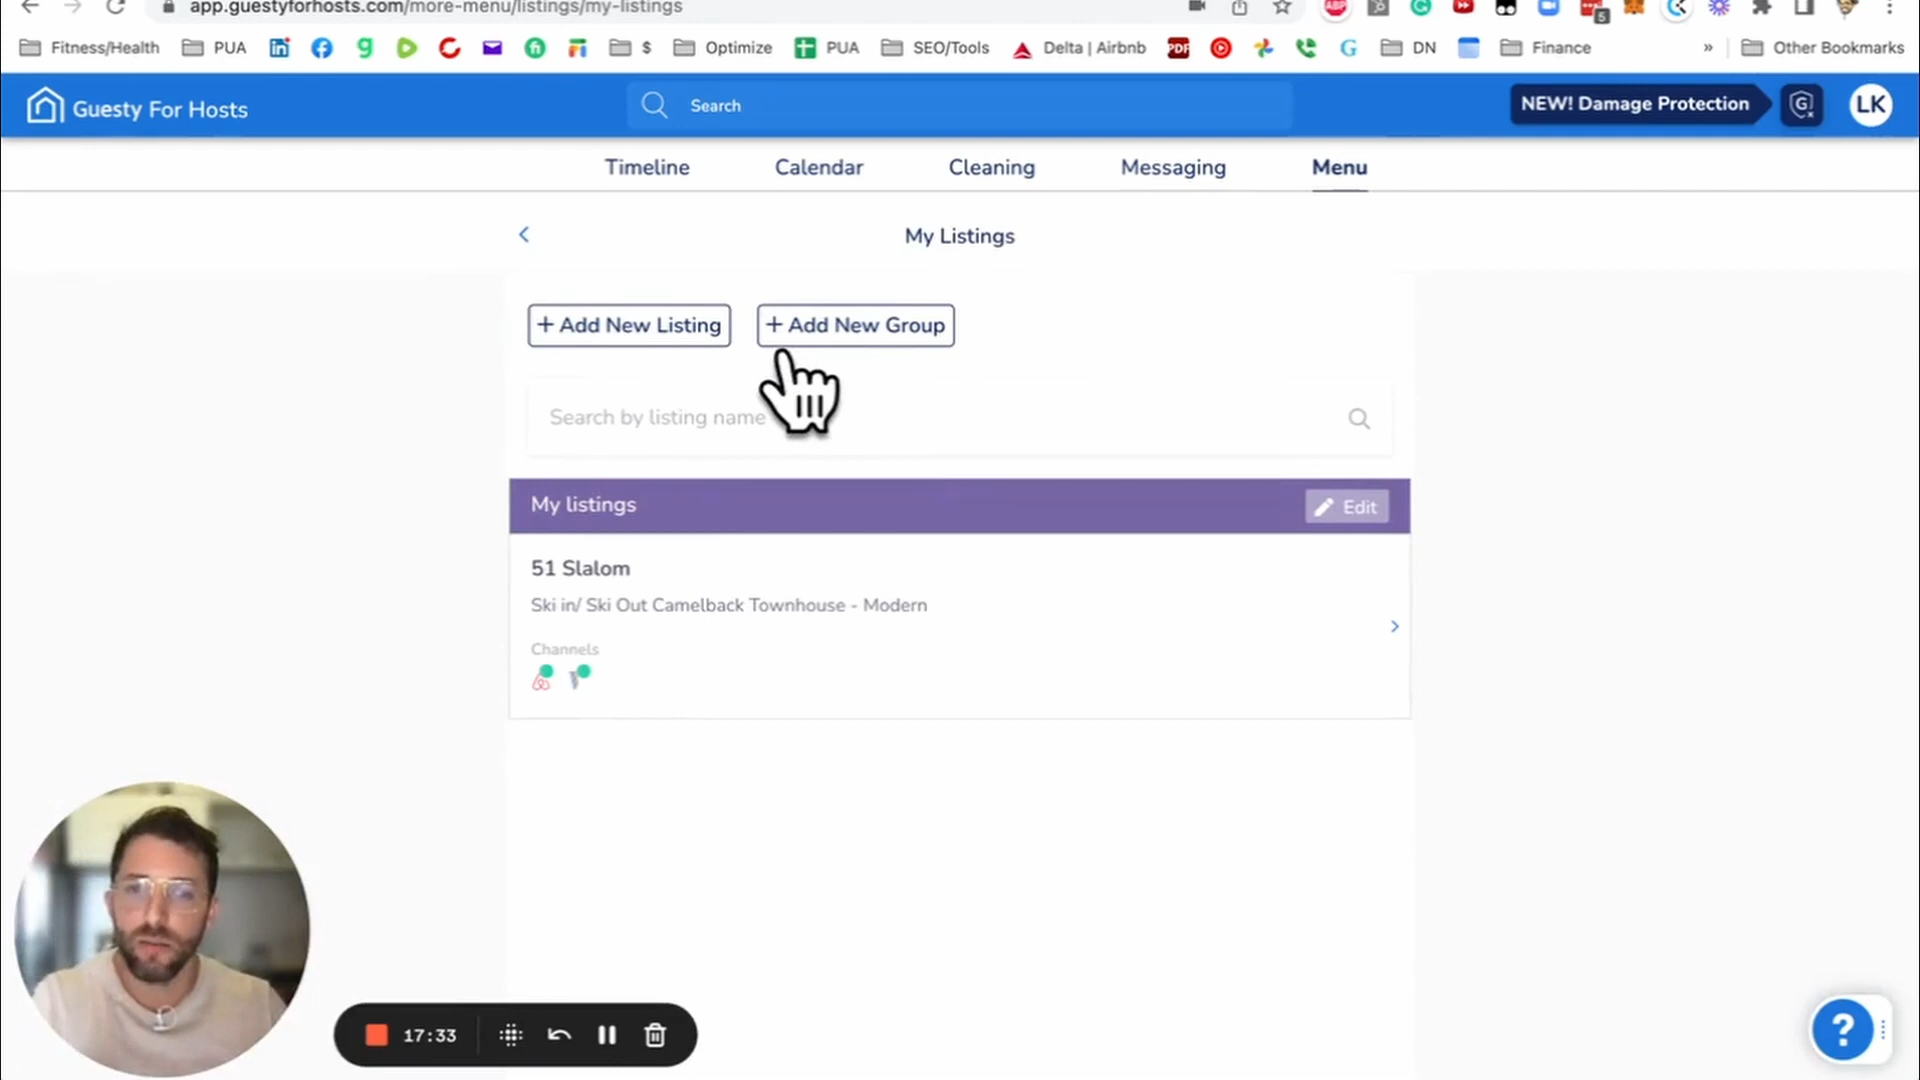 app.guestyforhosts.com/more-menu/listings/my-listings
5
Fitness/Health PUA $ Optimize PUA SEO/Tools Delta | Airbnb PDF G DN Finance » Other Bookmarks
Guesty For Hosts
Search
NEW! Damage Protection
G
LK
Timeline Calendar Cleaning Messaging Menu
My Listings
+ Add New Listing
+ Add New Group
Search by listing name
My listings
Edit
51 Slalom
Ski in/ Ski Out Camelback Townhouse - Modern
Channels
17:33
?